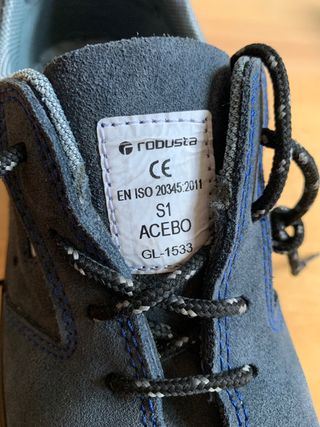 robusta
CE
EN ISO 20345:2011
S1
ACEBO
GL-1533